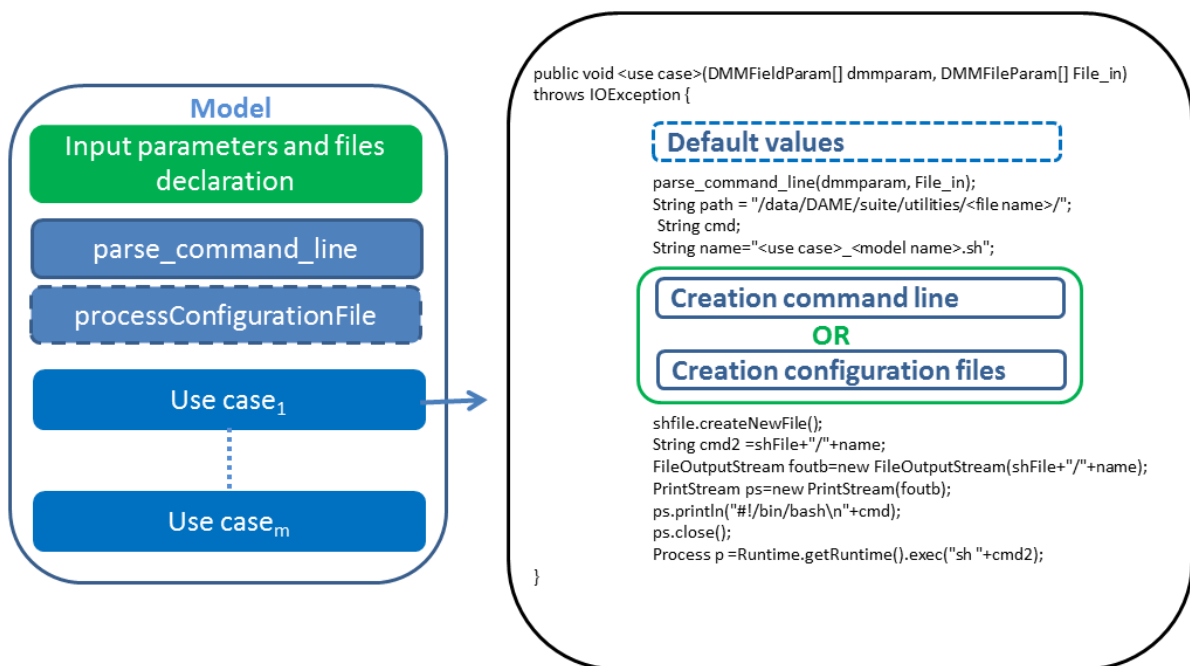 Model
Input parameters and files
declaration
parse_command_line
processConfigurationFile
Use case1
Use casem
public void <use case>(DMMFieldParam[] dmmparam, DMMFileParam[] File_in)
throws IOException {
Default values
parse_command_line(dmmparam, File_in);
String path = "/data/DAME/suite/utilities/<file name>/";
String cmd;
String name="<use case>_<model name>.sh";
Creation command line
OR
Creation configuration files
shfile.createNewFile();
String cmd2 =shFile+"/"+name;
FileOutputStream foutb=new FileOutputStream(shFile+"/"+name);
PrintStream ps=new PrintStream(foutb);
ps.println("#!/bin/bash\n"+cmd);
ps.close();
Process p =Runtime.getRuntime().exec("sh "+cmd2);
}